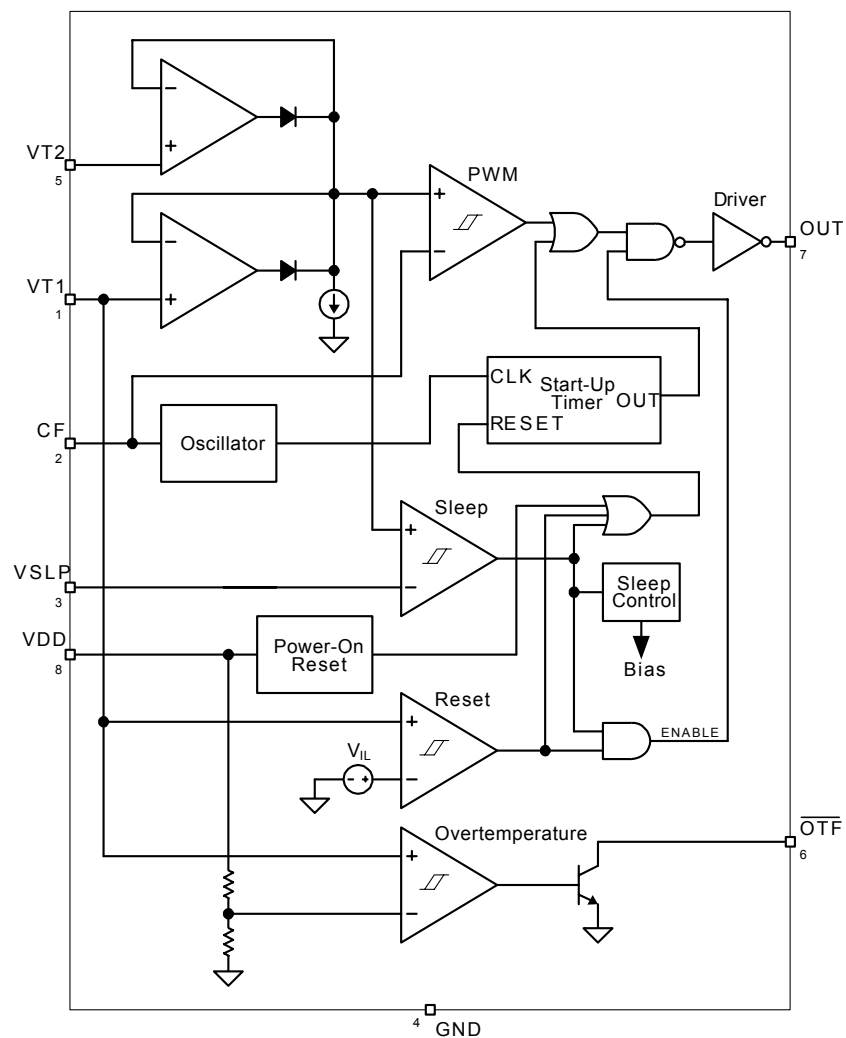 PWM
Driver
VT2
5
OUT
7
VT1
1
CLK
Start-Up
Timer
OUT
RESET
CF
2
Oscillator
Sleep
VSLP
3
Sleep
Control
VDD
8
Power-On
Reset
Bias
Reset
ENABLE
VIL
Overtemperature
OTF
6
4
GND